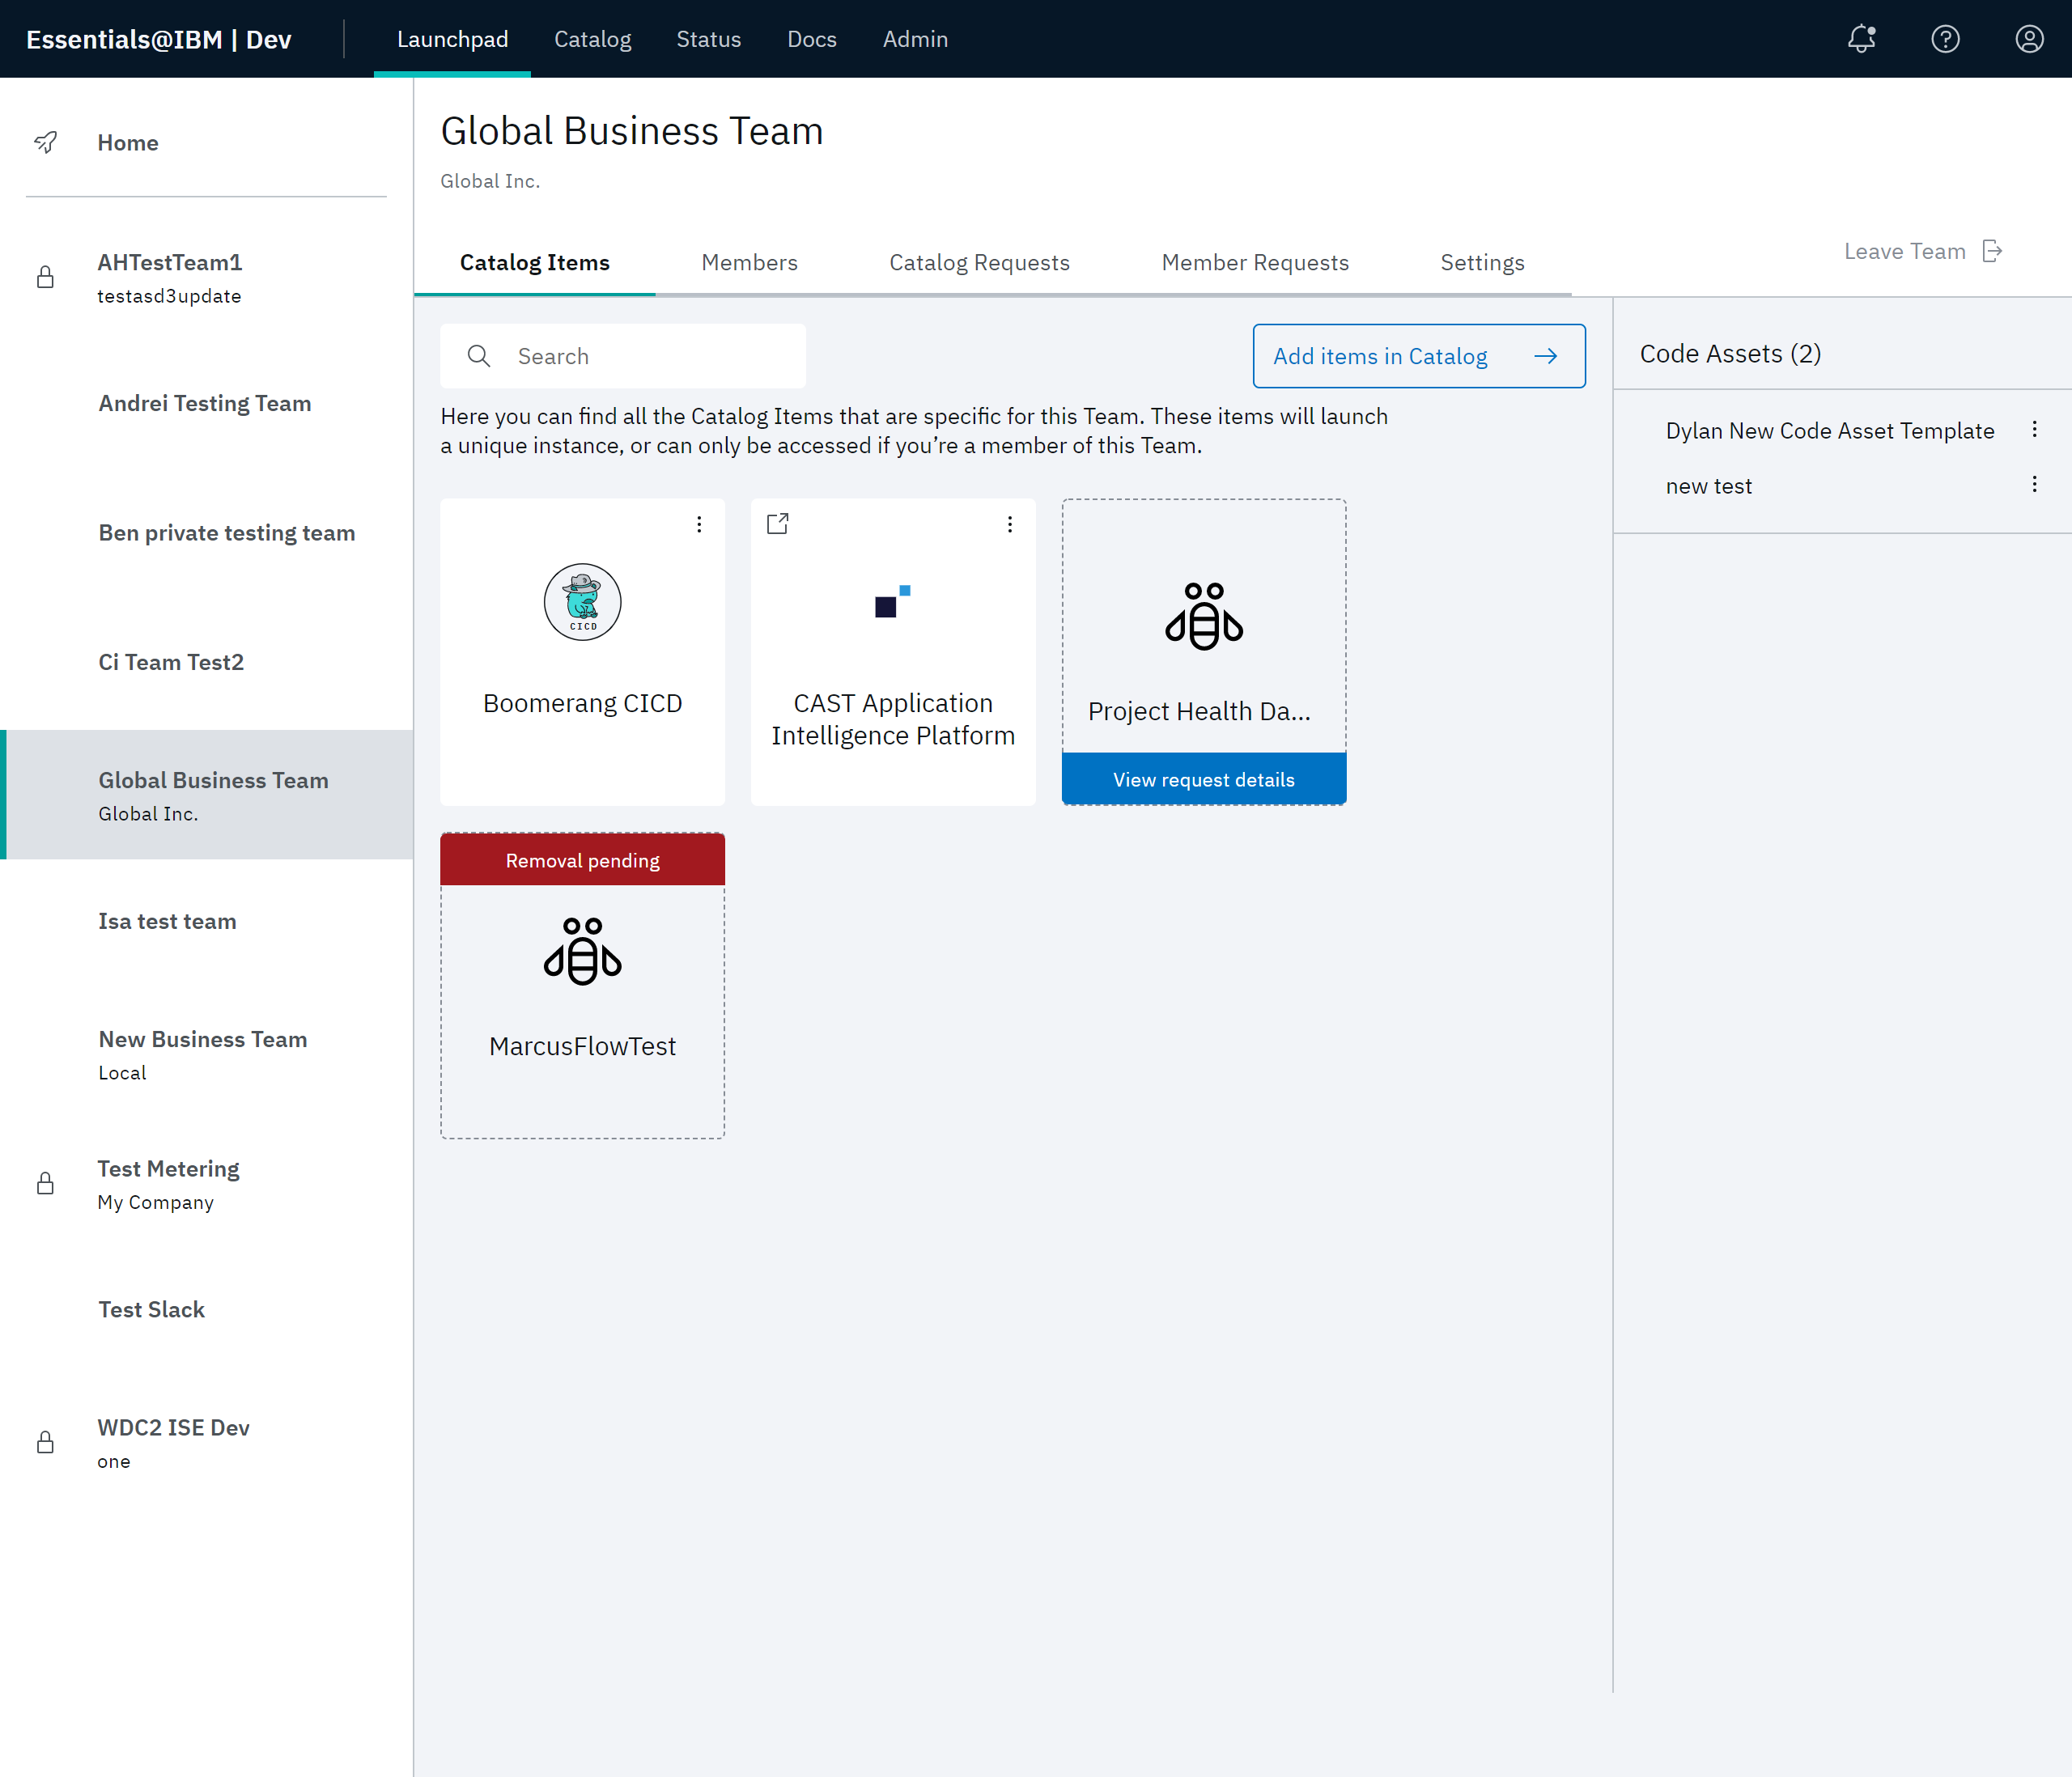 Essentials@IBM | Dev
Launchpad
Catalog
Status
Docs
Admin
Home
AHTestTeam1
testasd3update
Andrei Testing Team
Ben private testing team
Ci Team Test2
Global Business Team
Global Inc.
Isa test team
New Business Team
Local
Test Metering
My Company
Test Slack
WDC2 ISE Dev
one
Global Business Team
Global Inc.
Catalog Items
Members
Catalog Requests
Member Requests
Settings
Leave Team
Search
Add items in Catalog
Here you can find all the Catalog Items that are specific for this Team. These items will launch
a unique instance, or can only be accessed if you’re a member of this Team.
CICD
Boomerang CICD
CAST Application
Intelligence Platform
Project Health Da...
View request details
Removal pending
MarcusFlowTest
Code Assets (2)
Dylan New Code Asset Template
new test